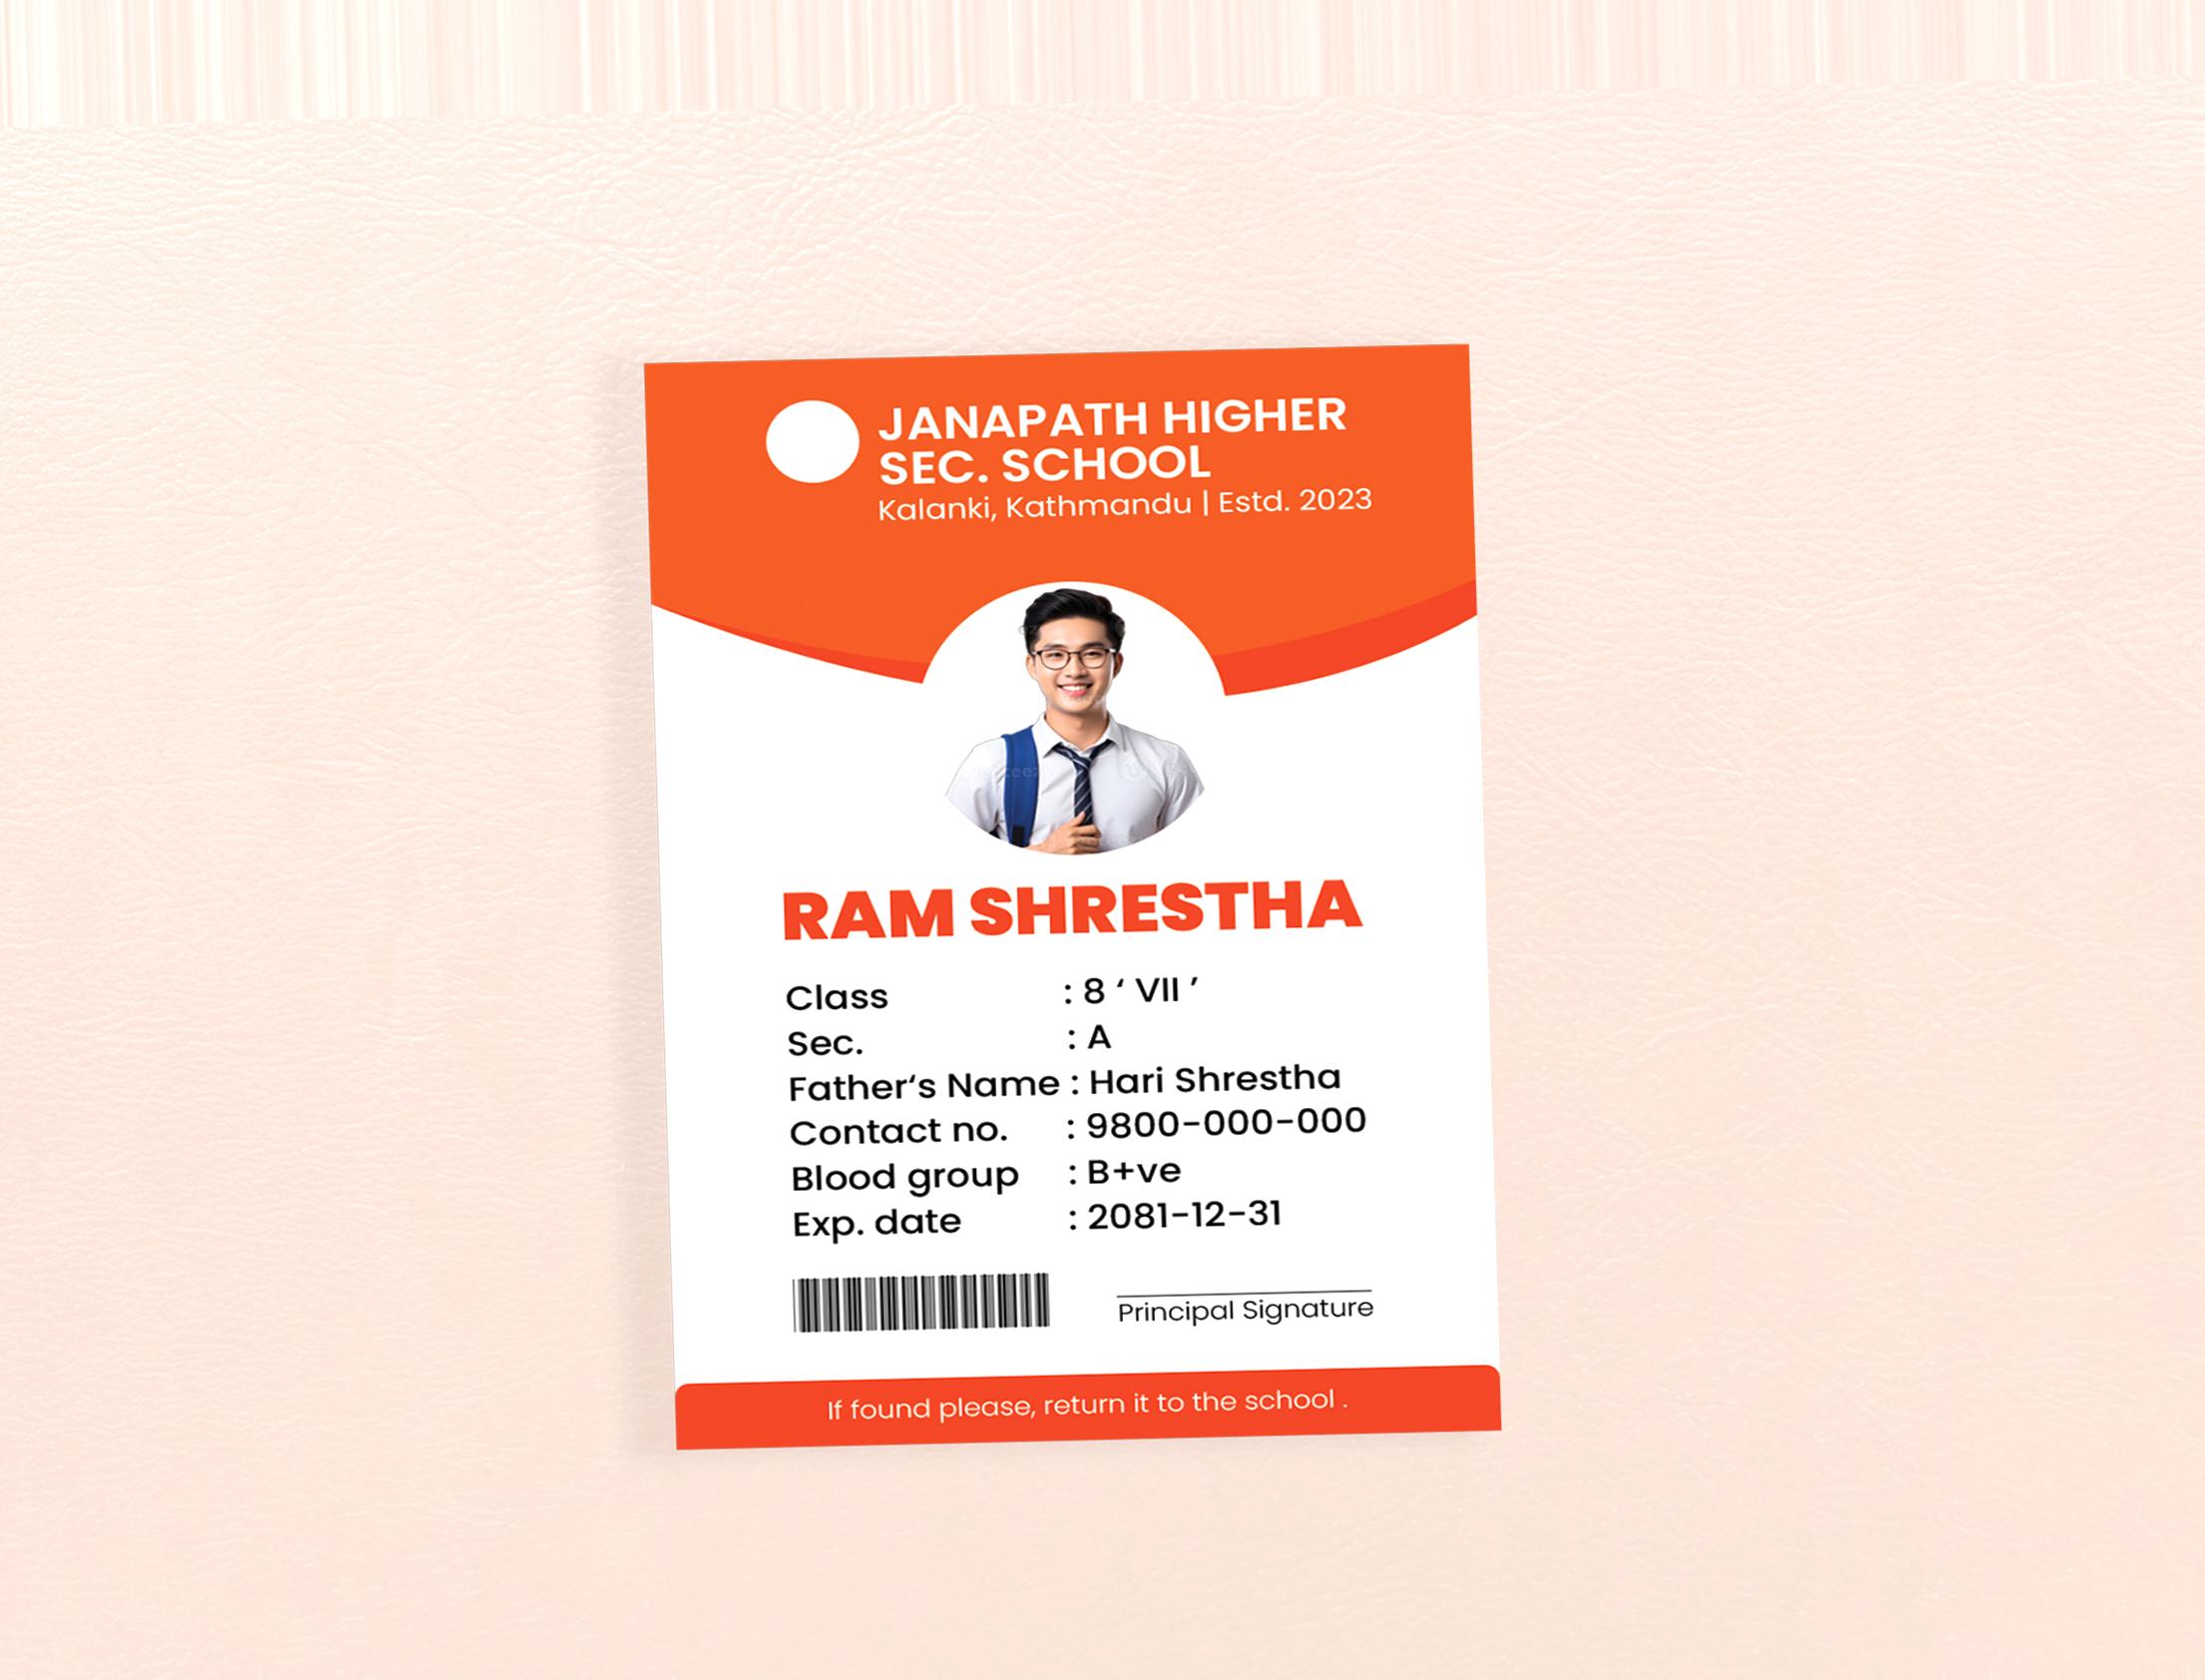 JANAPATH HIGHER
SEC. SCHOOL
Kalanki, Kathmandu | Estd. 2023
RAM SHRESTHA
Class : 8 ‘ VII ’
Sec. : A
Father‘s Name : Hari Shrestha
Contact no. : 9800-000-000
Blood group : B+ve
Exp. date : 2081-12-31
Principal Signature
If found please, return it to the school .